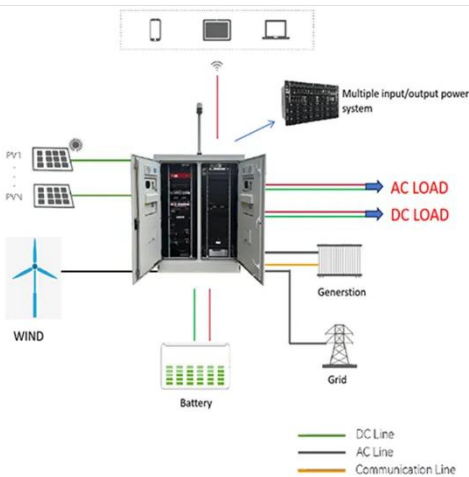 Multiple input/output power
system
PV1
PVN
AC LOAD
DC LOAD
WIND
Generstion
Grid
Battery
DC Line
AC Line
Communication Line